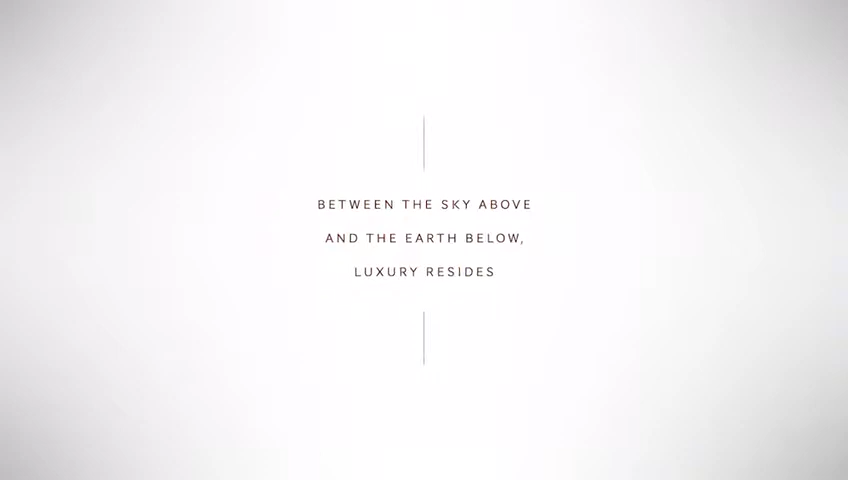 BETWEEN THE SKY ABOVE
AND THE EARTH BELOW,
LUXURY RESIDES